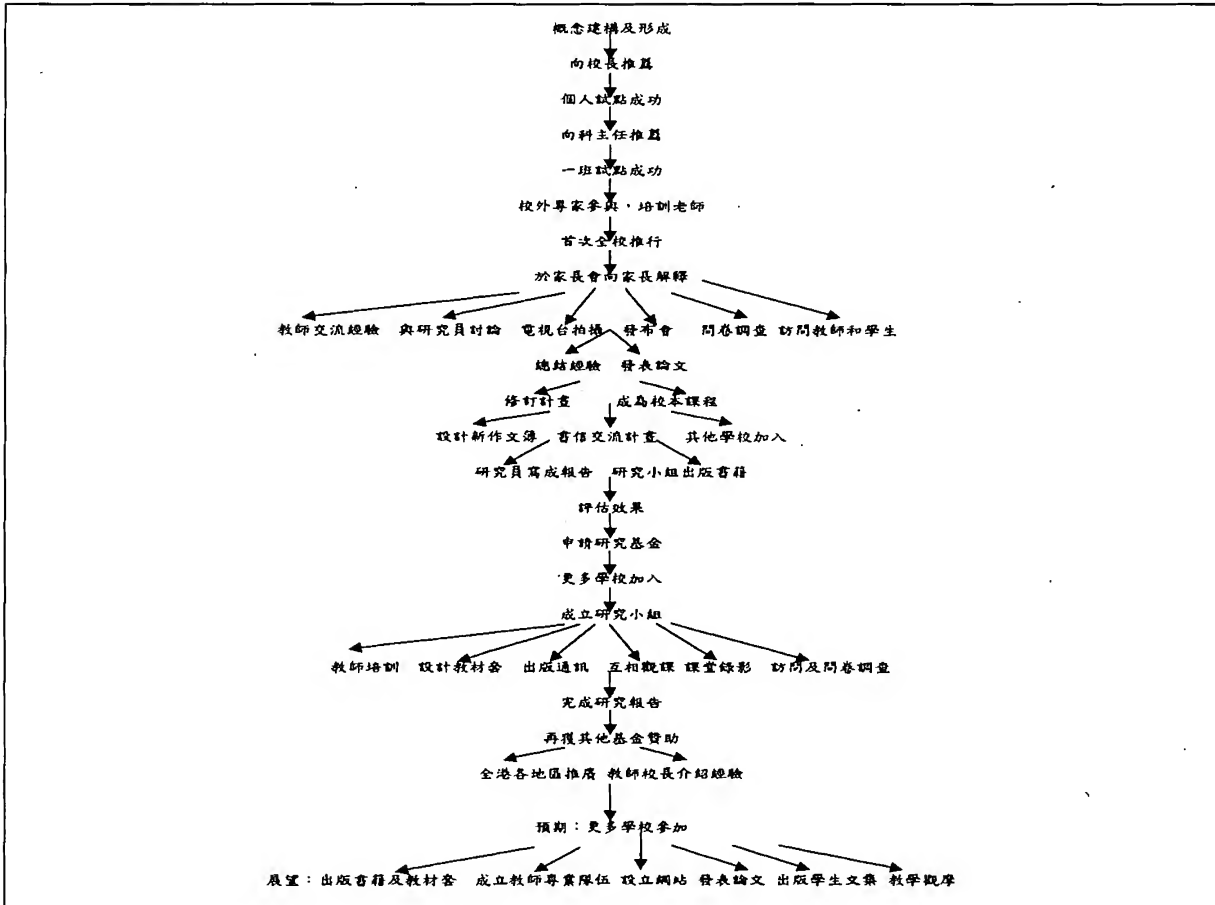 概念建構及形成
向校長推薦
個人試點成功
向科主任推薦
一班試點成功
校外專家參與，培訓老師
首次全校推行
於家長會向家長解釋
教師交流經驗 與研究員討論 電視台拍攝 發布會 問卷調查 訪問教師和學生
總結經驗 發表論文
修訂計畫 成為校本課程
設計新作文簿 書信交流計畫 其他學校加入
研究員寫成報告 研究小組出版書籍
評估效果
申請研究基金
更多學校加入
成立研究小組
教師培訓 設計教材套 出版通訊 互相觀課 課堂錄影 訪問及問卷調查
完成研究報告
再獲其他基金贊助
全港各地區推廣 教師校長介紹經驗
預期：更多學校參加
展望：出版書籍及教材套 成立教師專業隊伍 設立網站 發表論文 出版學生文集 教學觀摩